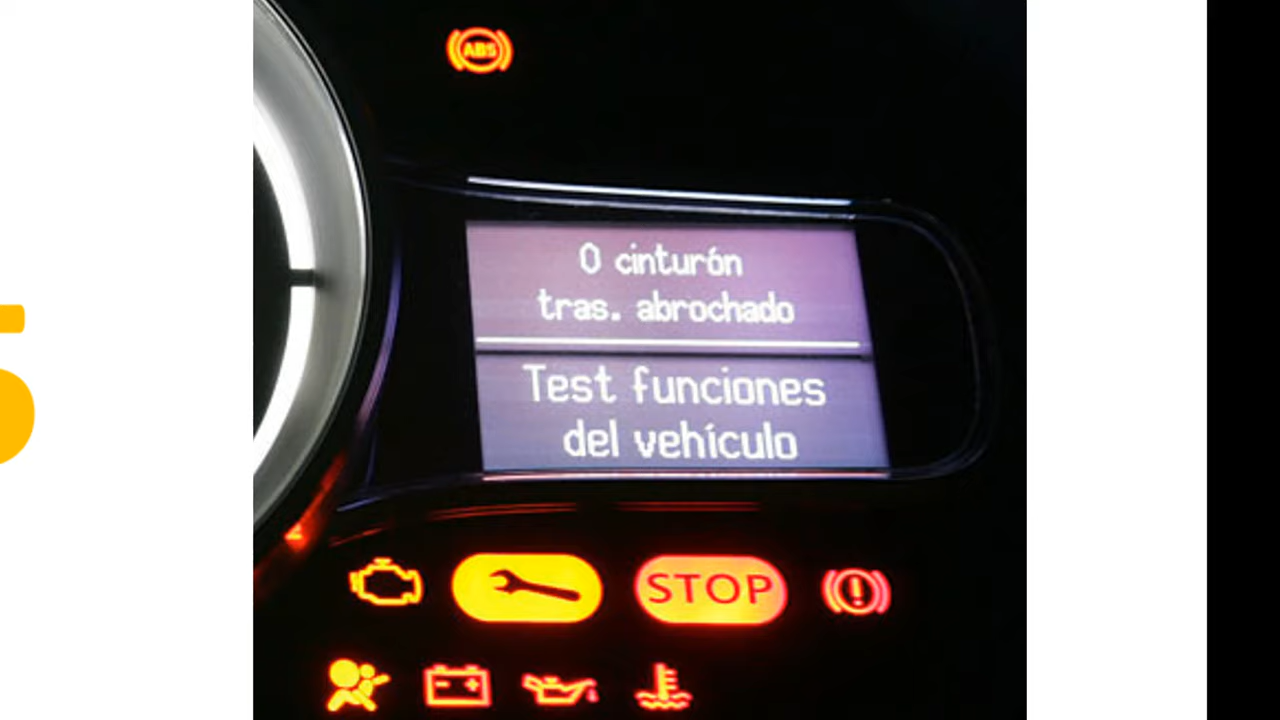 ABS
0 cinturón
tras. abrochado
Test funciones
del vehículo
STOP